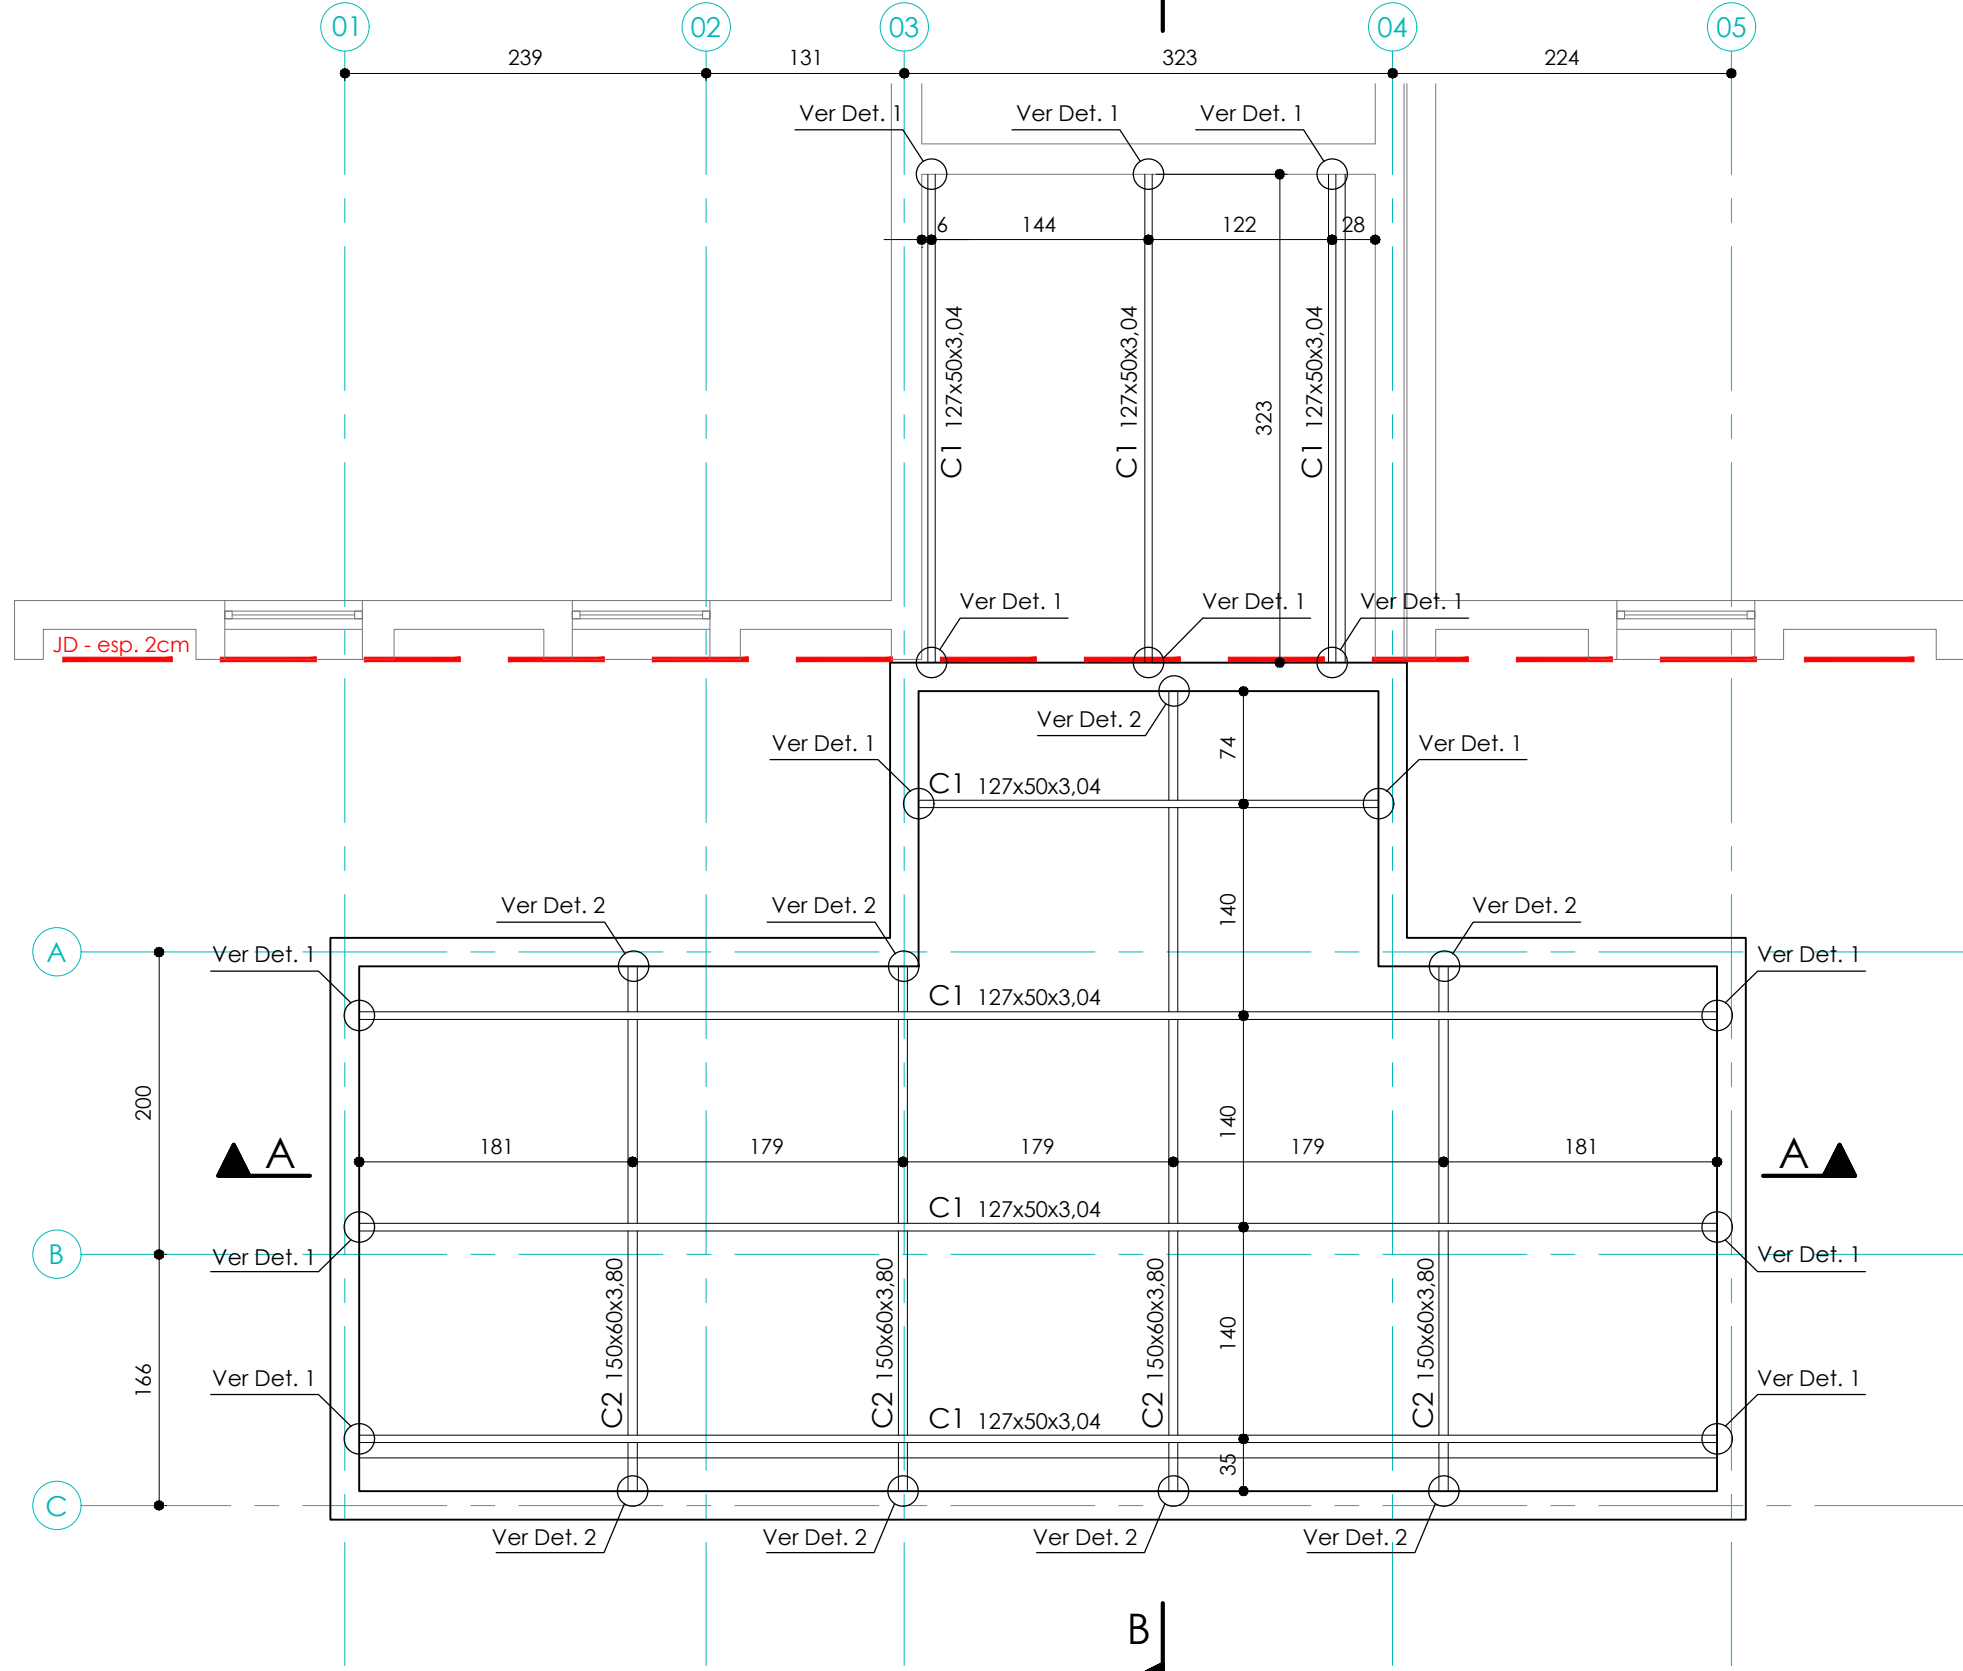 01
02
03
04
05
239
131
323
224
Ver Det. 1
Ver Det. 1
Ver Det. 1
6
144
122
28
C1 127x50x3,04
C1 127x50x3,04
C1 127x50x3,04
323
Ver Det. 1
Ver Det. 1
Ver Det. 1
JD - esp. 2cm
Ver Det. 2
74
Ver Det. 1
Ver Det. 1
C1 127x50x3,04
Ver Det. 2
Ver Det. 2
140
Ver Det. 2
A
Ver Det. 1
Ver Det. 1
C1 127x50x3,04
200
140
A
181
179
179
179
181
A
C1 127x50x3,04
B
Ver Det. 1
Ver Det. 1
C2 150x60x3,80
C2 150x60x3,80
C2 150x60x3,80
C2 150x60x3,80
140
166
Ver Det. 1
Ver Det. 1
C1 127x50x3,04
35
C
Ver Det. 2
Ver Det. 2
Ver Det. 2
Ver Det. 2
B